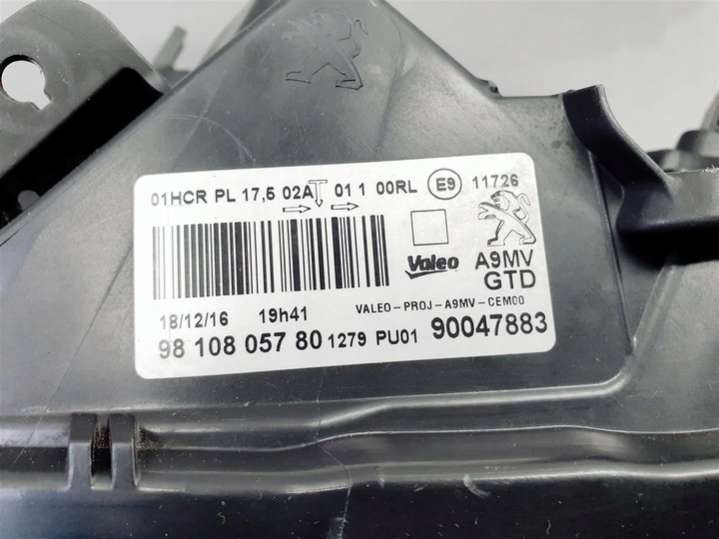 01HCR PL 17,5 02A 01 1 00RL E9 11726
Valeo A9MV
GTD
18/12/16 19h41 VALEO-PROJ-A9MV-CEM00
98 108 057 80 1279 PU01 90047883